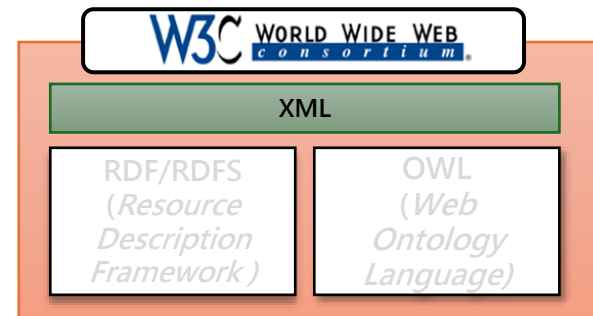 W3C WORLD WIDE WEB
consortium.
XML
RDF/RDFS
(Resource
Description
Framework)
OWL
(Web
Ontology
Language)